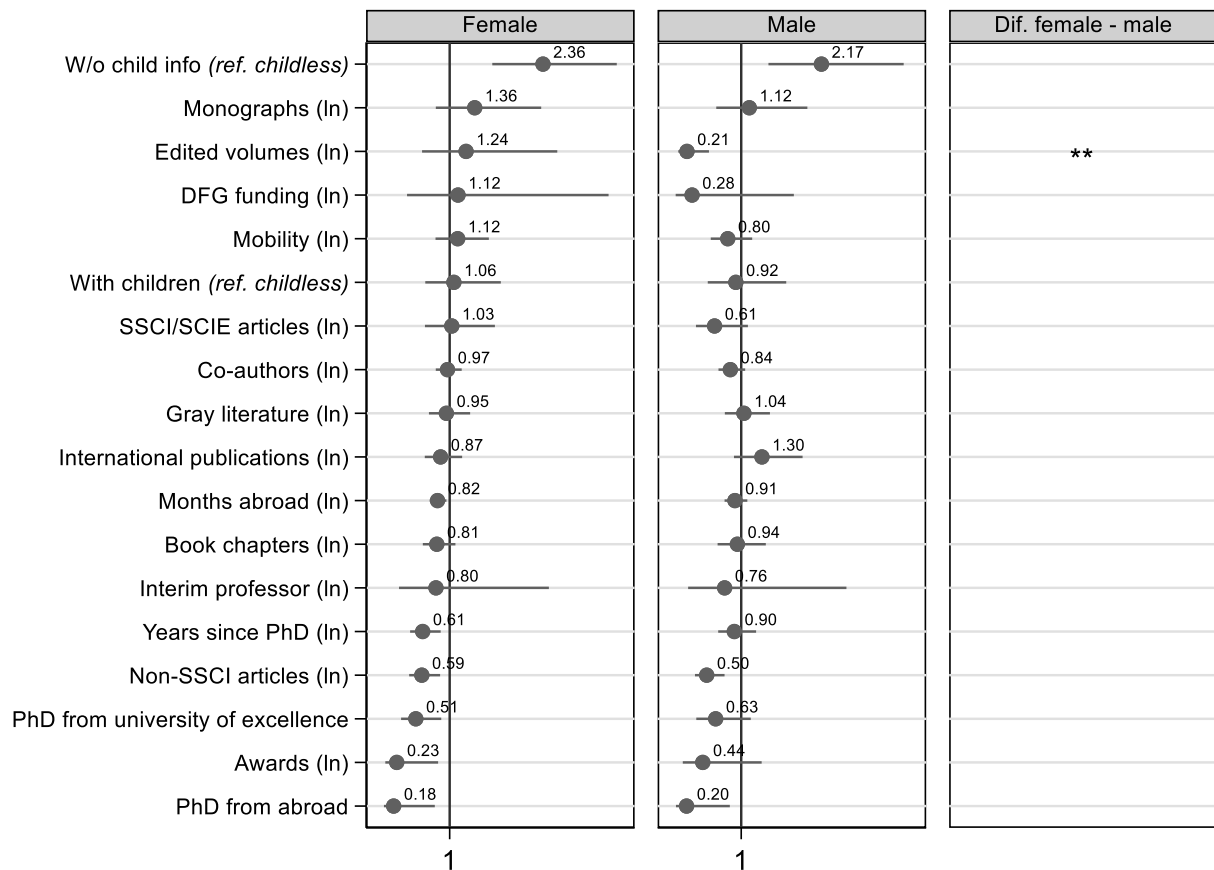 Female Male Dif. female - male
W/o child info (ref. childless) 2.36 2.17
Monographs (ln) 1.36 1.12
Edited volumes (ln) 1.24 0.21 **
DFG funding (ln) 1.12 0.28
Mobility (ln) 1.12 0.80
With children (ref. childless) 1.06 0.92
SSCI/SCIE articles (ln) 1.03 0.61
Co-authors (ln) 0.97 0.84
Gray literature (ln) 0.95 1.04
International publications (ln) 0.87 1.30
Months abroad (ln) 0.82 0.91
Book chapters (ln) 0.81 0.94
Interim professor (ln) 0.80 0.76
Years since PhD (ln) 0.61 0.90
Non-SSCI articles (ln) 0.59 0.50
PhD from university of excellence 0.51 0.63
Awards (ln) 0.23 0.44
PhD from abroad 0.18 0.20
1 1